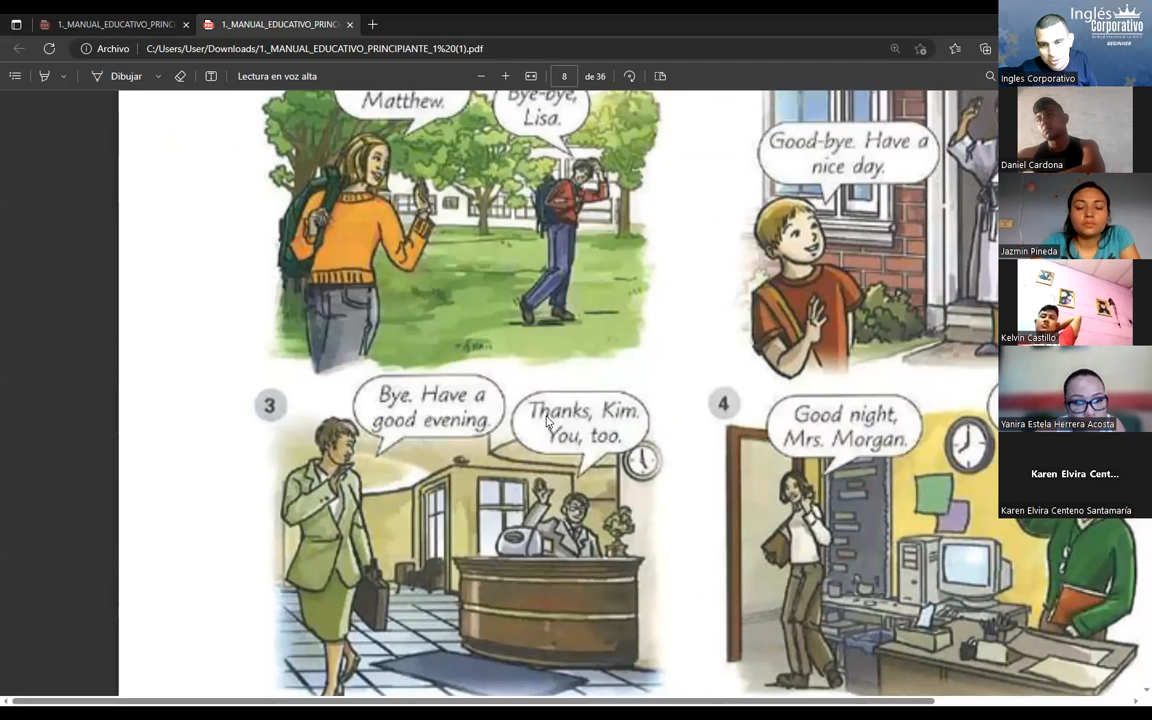 1._MANUAL_EDUCATIVO_PRINCI
1._MANUAL_EDUCATIVO_PRINCI
Archivo
C:/Users/User/Downloads/1._MANUAL_EDUCATIVO_PRINCIPIANTE_1%20(1).pdf
Dibujar
Lectura en voz alta
8
de 36
Matthew.
Bye-bye,
Lisa.
Good-bye. Have a
nice day.
3
Bye. Have a
good evening.
Thanks, Kim.
You, too.
4
Good night,
Mrs. Morgan.
Inglés
Corporativo
BEGINNER
Ingles Corporativo
Daniel Cardona
Jazmin Pineda
Kelvin Castillo
Yanira Estela Herrera Acosta
Karen Elvira Cent...
Karen Elvira Centeno Santamaría